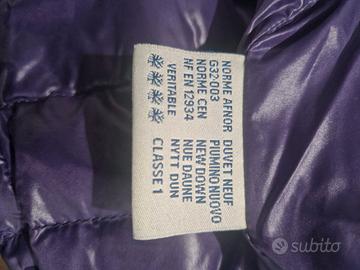 NORME AFNOR
G32-003
NORME CEN
NF EN 12934
VERITABLE
DUVET NEUF
PIUMINO NUOVO
NEW DOWN
NUE DAUNE
NYTT DUN
CLASSE 1
subito